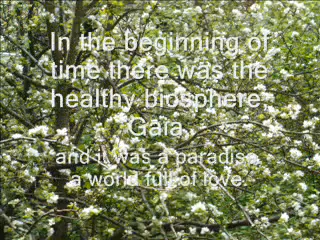 In the beginning of
time there was the
healthy biosphere
Gaia
and it was a paradise,
a world full of love.